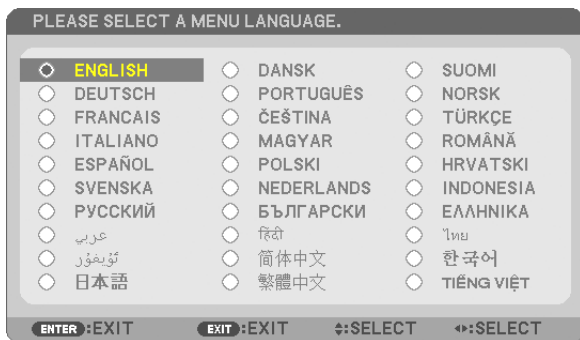 PLEASE SELECT A MENU LANGUAGE.
ENGLISH DANSK SUOMI
DEUTSCH PORTUGUÊS NORSK
FRANCAIS ČEŠTINA TÜRKÇE
ITALIANO MAGYAR ROMÂNĂ
ESPAÑOL POLSKI HRVATSKI
SVENSKA NEDERLANDS INDONESIA
РУССКИЙ БЪЛГАРСКИ ΕΛΛΗΝΙΚΑ
عربي हिंदी ไทย
ئۇيغۇر 简体中文 한국어
日本語 繁體中文 TIẾNG VIỆT
ENTER:EXIT EXIT:EXIT :SELECT :SELECT